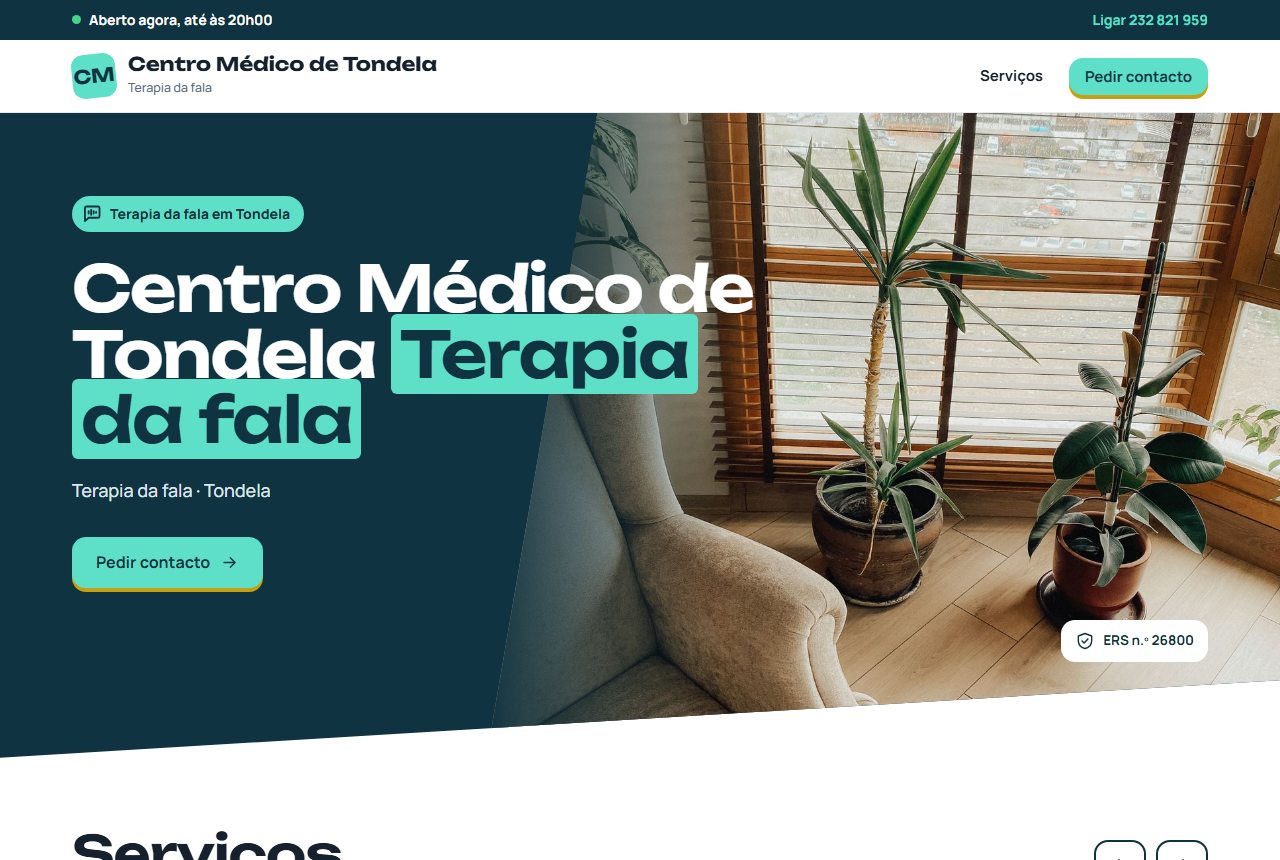 Aberto agora, até às 20h00
Ligar 232 821 959
CM
Centro Médico de Tondela
Terapia da fala
Serviços
Pedir contacto
Terapia da fala em Tondela
Centro Médico de
Tondela Terapia
da fala
Terapia da fala · Tondela
Pedir contacto
ERS n.º 26800
Serviços